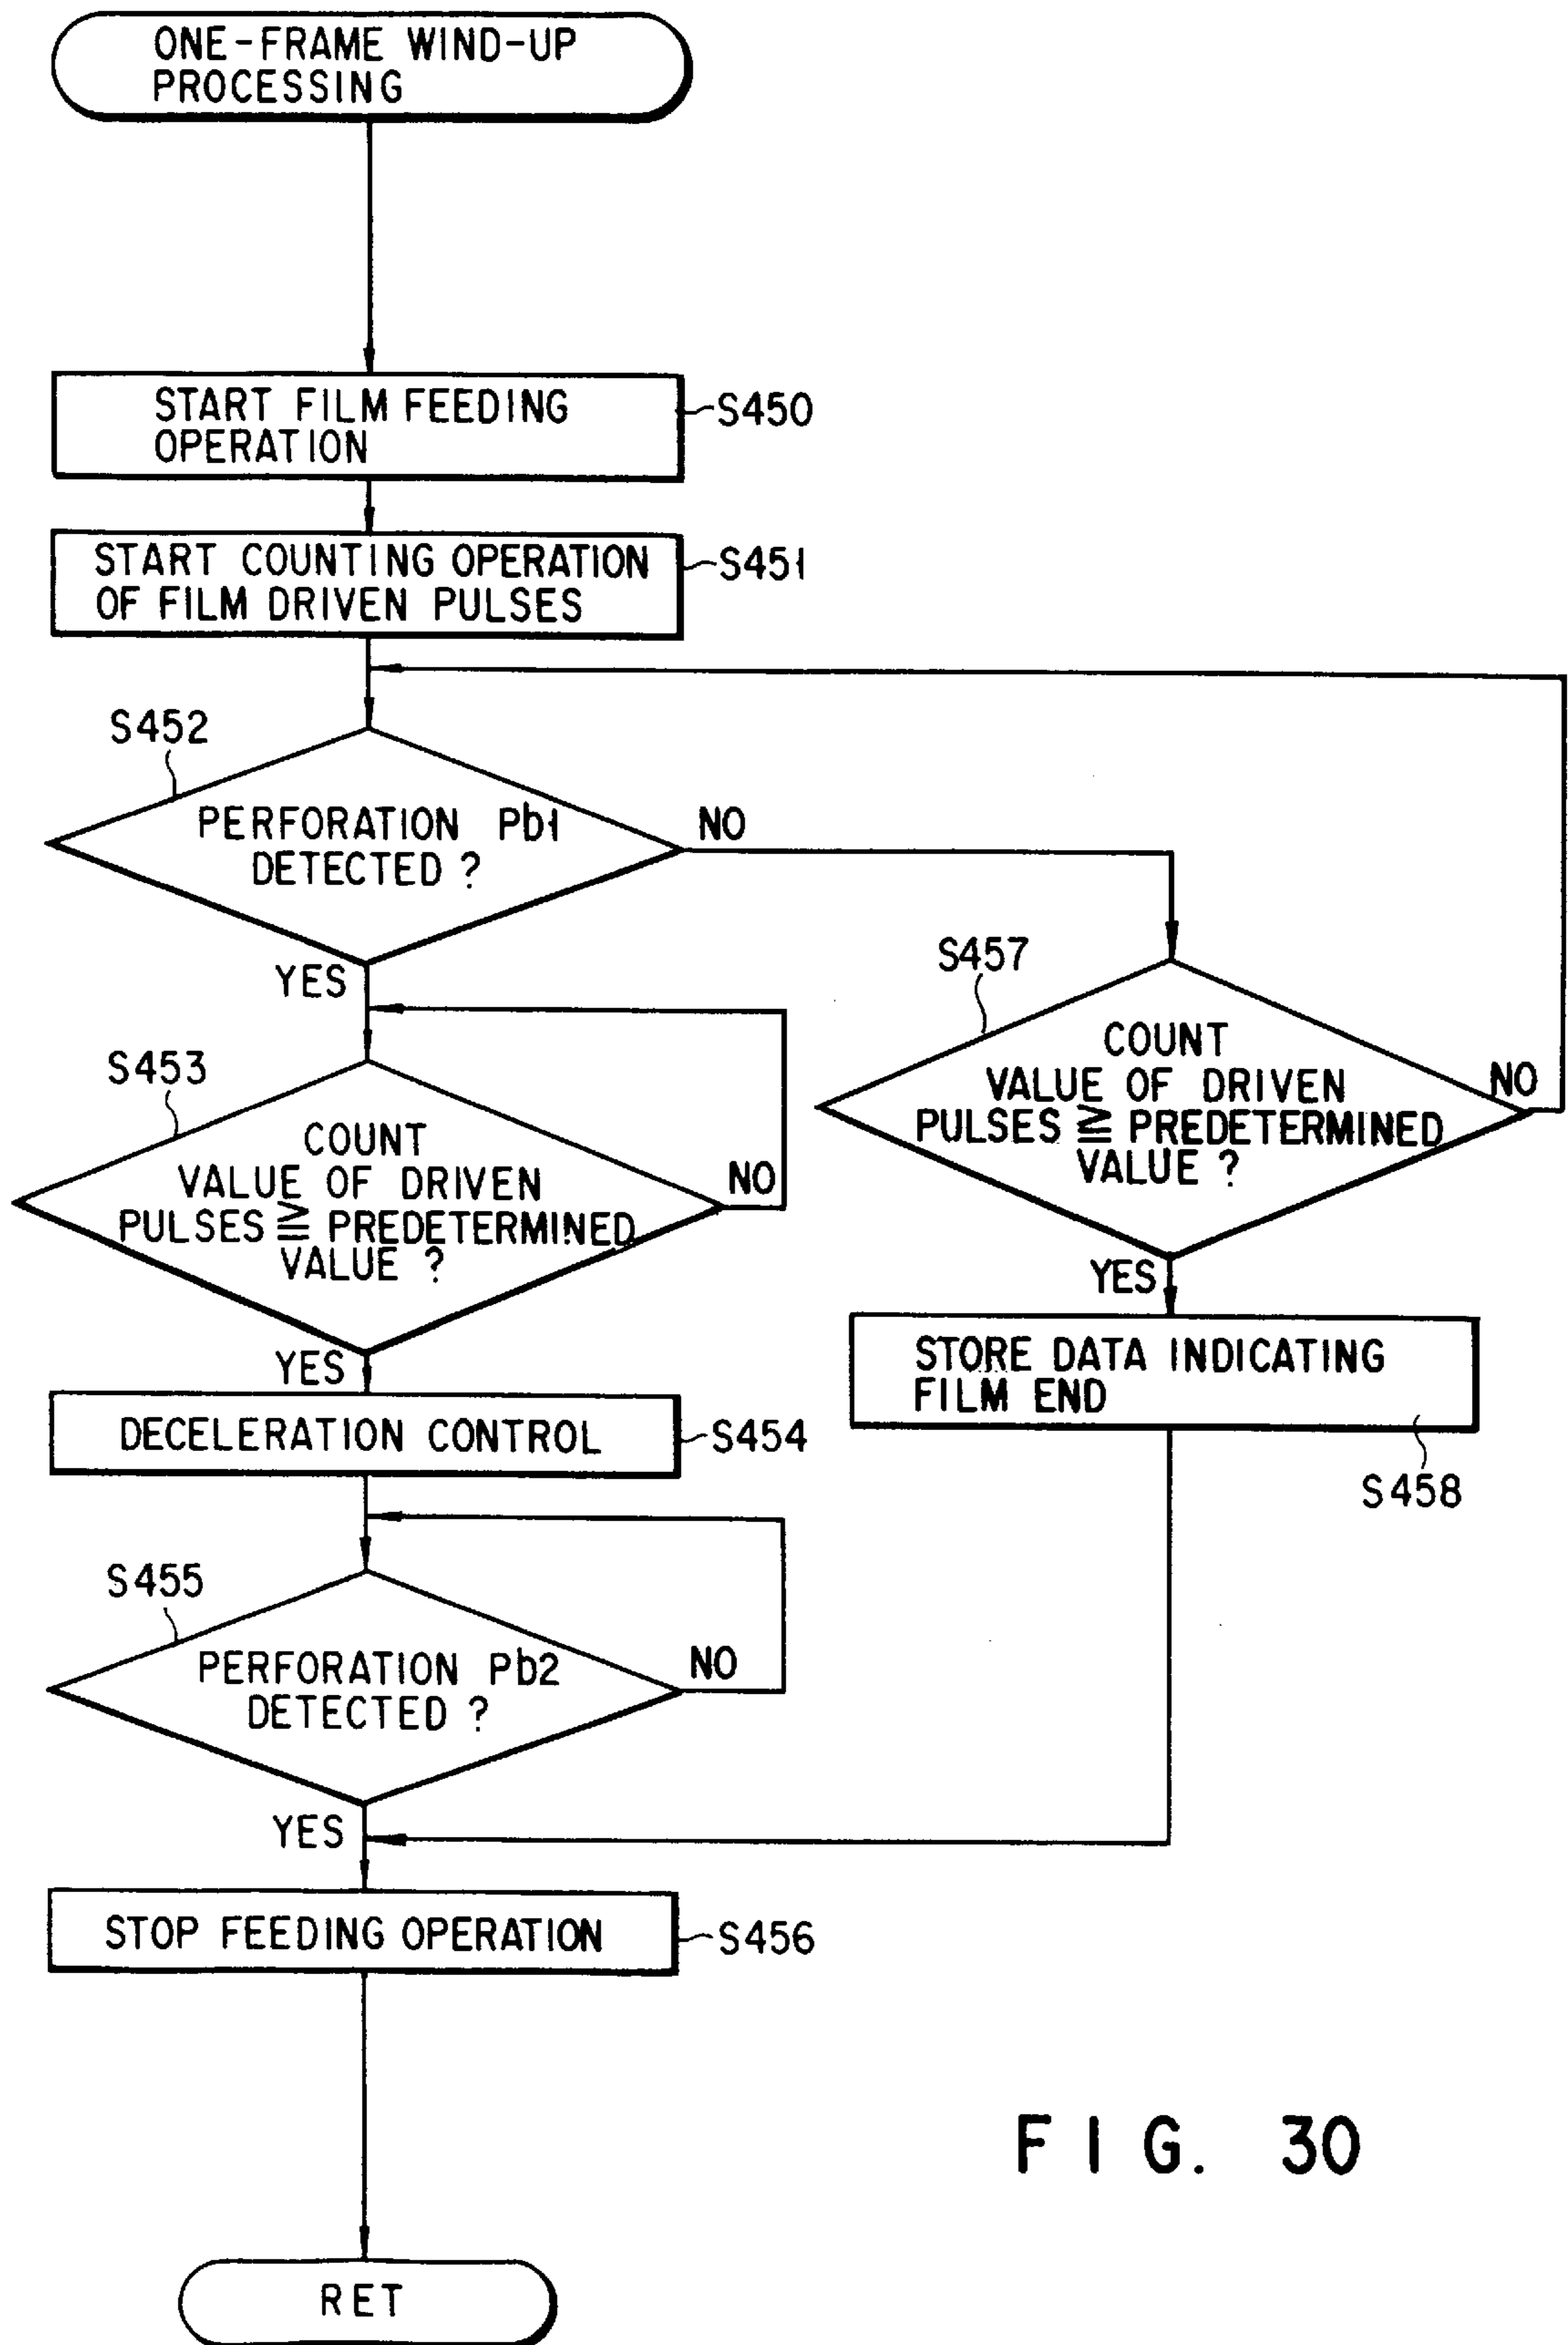 ONE-FRAME WIND-UP
PROCESSING
START FILM FEEDING
OPERATION
S450
START COUNTING OPERATION
OF FILM DRIVEN PULSES
S451
S452
PERFORATION Pb1
DETECTED ?
NO
YES
S457
COUNT
VALUE OF DRIVEN
PULSES ≧ PREDETERMINED
VALUE ?
NO
YES
S453
COUNT
VALUE OF DRIVEN
PULSES ≧ PREDETERMINED
VALUE ?
NO
YES
STORE DATA INDICATING
FILM END
S458
DECELERATION CONTROL
S454
S455
PERFORATION Pb2
DETECTED ?
NO
YES
STOP FEEDING OPERATION
S456
RET
FIG. 30